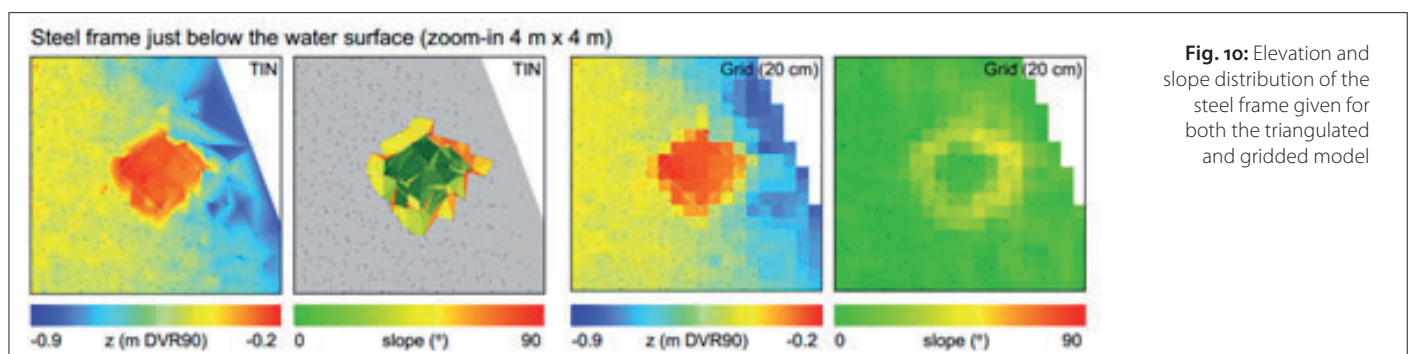 Steel frame just below the water surface (zoom-in 4 m x 4 m)
TIN
TIN
Grid (20 cm)
Grid (20 cm)
-0.9 z (m DVR90) -0.2
0 slope (°) 90
-0.9 z (m DVR90) -0.2
0 slope (°) 90
Fig. 10: Elevation and
slope distribution of the
steel frame given for
both the triangulated
and gridded model